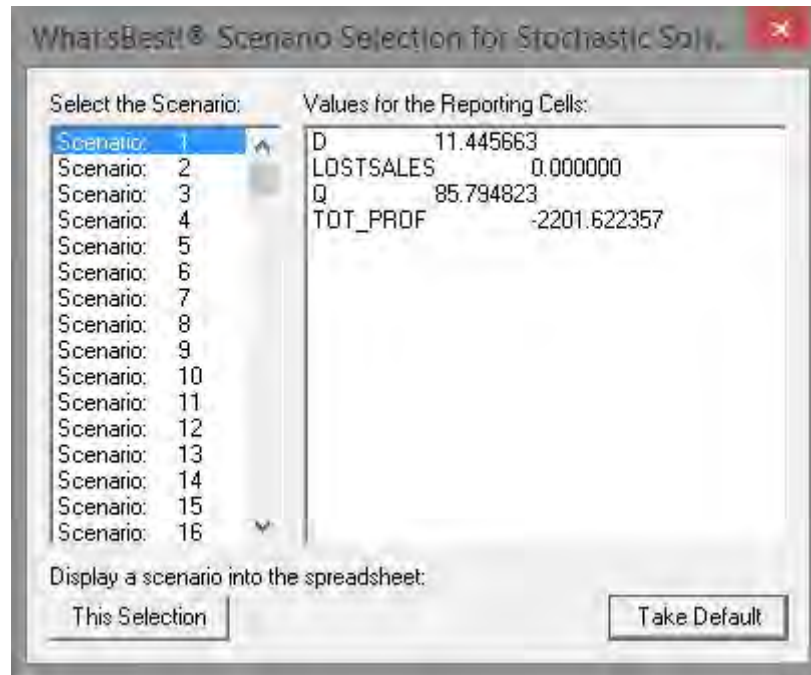 What'sBest!® Scenario Selection for Stochastic Solv...
Select the Scenario:
Scenario: 1
Scenario: 2
Scenario: 3
Scenario: 4
Scenario: 5
Scenario: 6
Scenario: 7
Scenario: 8
Scenario: 9
Scenario: 10
Scenario: 11
Scenario: 12
Scenario: 13
Scenario: 14
Scenario: 15
Scenario: 16
Values for the Reporting Cells:
D 11.445663
LOSTSALES 0.000000
Q 85.794823
TOT_PROF -2201.622357
Display a scenario into the spreadsheet:
This Selection
Take Default